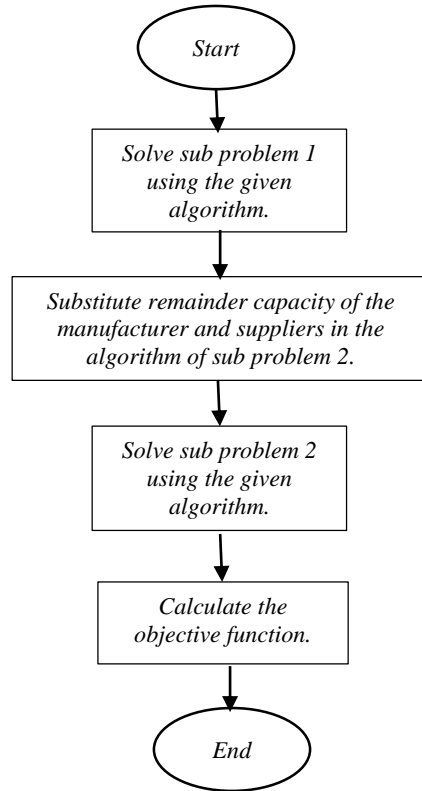 Start
Solve sub problem 1
using the given
algorithm.
Substitute remainder capacity of the
manufacturer and suppliers in the
algorithm of sub problem 2.
Solve sub problem 2
using the given
algorithm.
Calculate the
objective function.
End